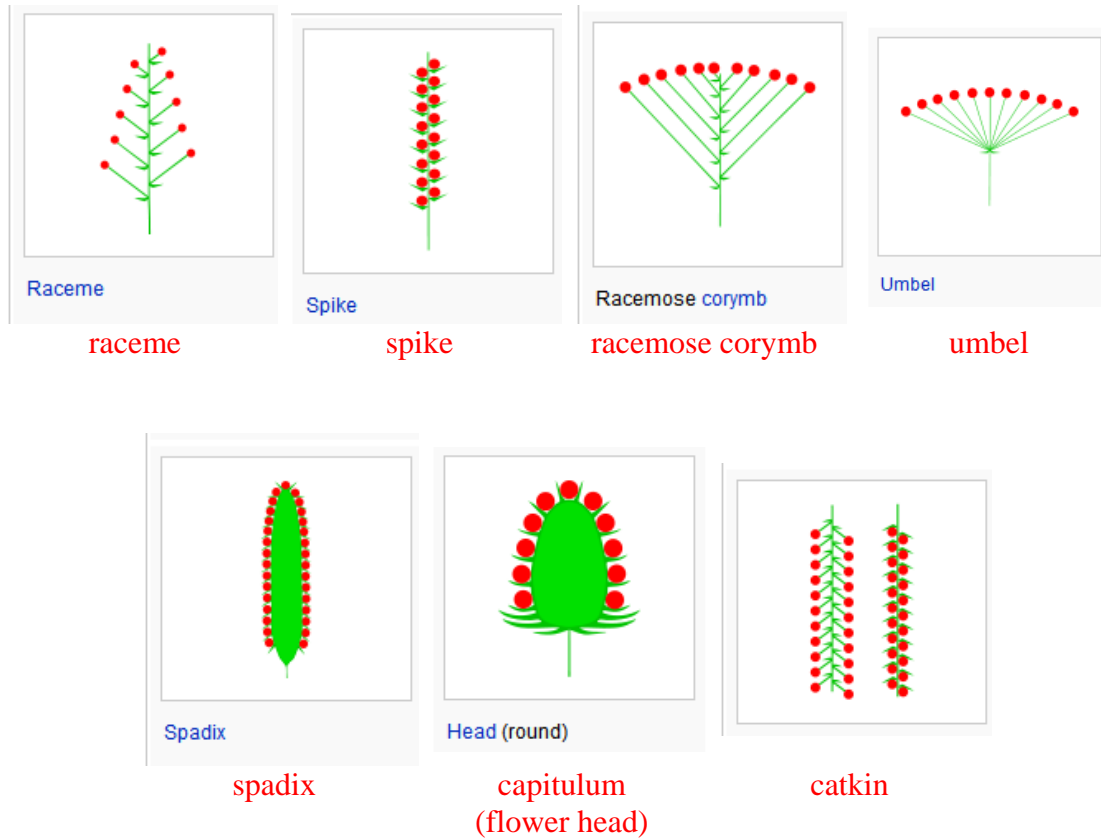 Raceme
Spike
Racemose corymb
Umbel
raceme
spike
racemose corymb
umbel
Spadix
Head (round)
spadix
capitulum
(flower head)
catkin